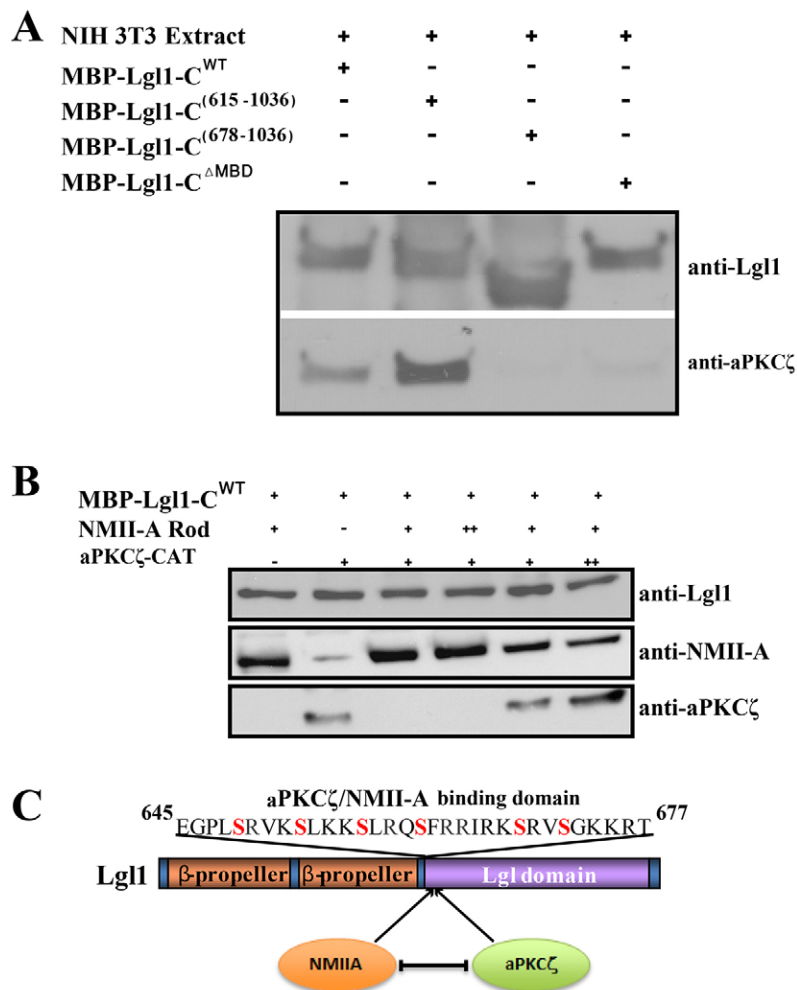 A
NIH 3T3 Extract + + + +
MBP-Lgl1-C^WT + - - -
MBP-Lgl1-C^(615-1036) - + - -
MBP-Lgl1-C^(678-1036) - - + -
MBP-Lgl1-C^△MBD - - - +
anti-Lgl1
anti-aPKCζ
B
MBP-Lgl1-C^WT + + + + + +
NMII-A Rod + - + ++ + +
aPKCζ-CAT - + + + + ++
anti-Lgl1
anti-NMII-A
anti-aPKCζ
C
aPKCζ/NMII-A binding domain
645 EGPLSRVKSLKKSLRQSFRRIRKSRVSGKKRT 677
Lgl1 β-propeller β-propeller Lgl domain
NMIIA aPKCζ